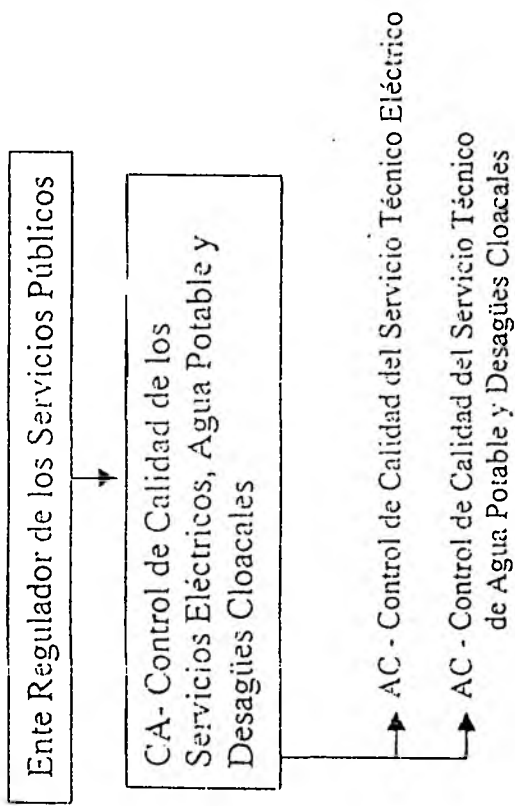 Ente Regulador de los Servicios Públicos
CA- Control de Calidad de los
Servicios Eléctricos, Agua Potable y
Desagües Cloacales
AC - Control de Calidad del Servicio Técnico Eléctrico
AC - Control de Calidad del Servicio Técnico
de Agua Potable y Desagües Cloacales